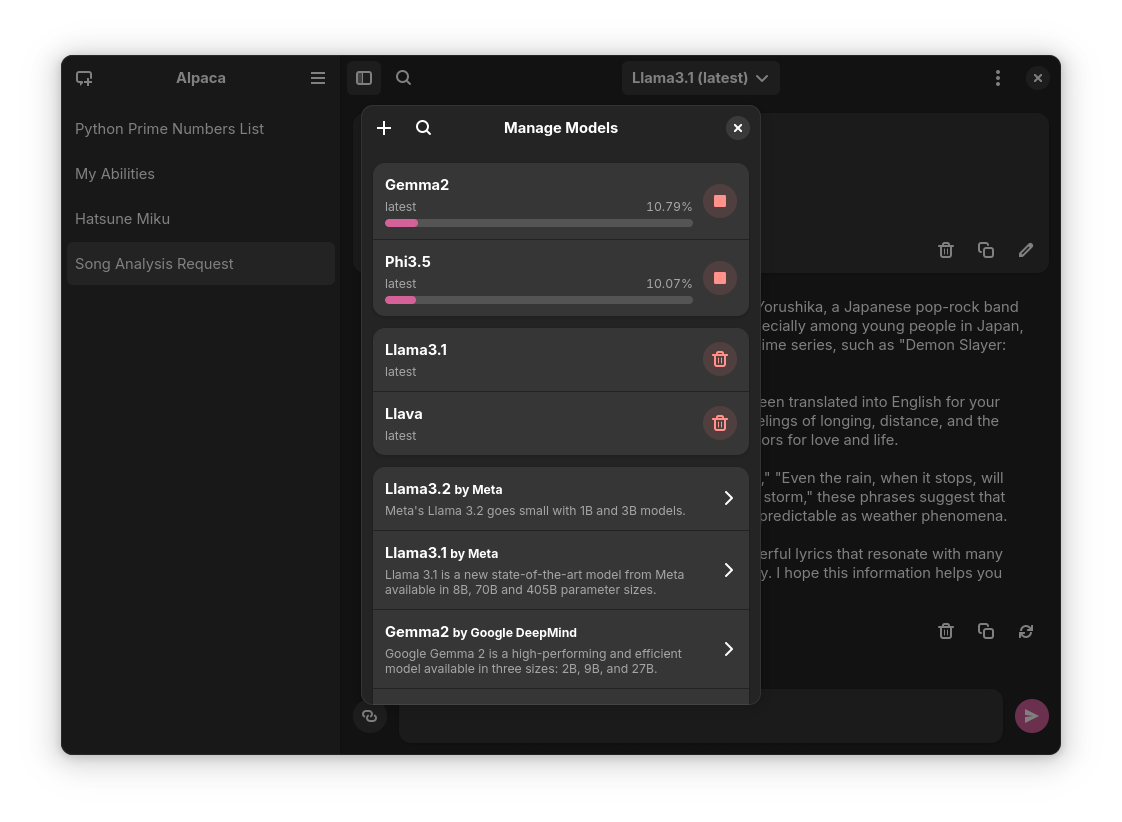 Alpaca
Llama3.1 (latest)
Python Prime Numbers List
My Abilities
Hatsune Miku
Song Analysis Request
Manage Models
Gemma2
latest 10.79%
Phi3.5
latest 10.07%
Llama3.1
latest
Llava
latest
Llama3.2 by Meta
Meta's Llama 3.2 goes small with 1B and 3B models.
Llama3.1 by Meta
Llama 3.1 is a new state-of-the-art model from Meta
available in 8B, 70B and 405B parameter sizes.
Gemma2 by Google DeepMind
Google Gemma 2 is a high-performing and efficient
model available in three sizes: 2B, 9B, and 27B.
Yorushika, a Japanese pop-rock band
among young people in Japan,
series, such as "Demon Slayer:
translated into English for your
of longing, distance, and the
for love and life.
," "Even the rain, when it stops, will
storm," these phrases suggest that
as weather phenomena.
lyrics that resonate with many
I hope this information helps you